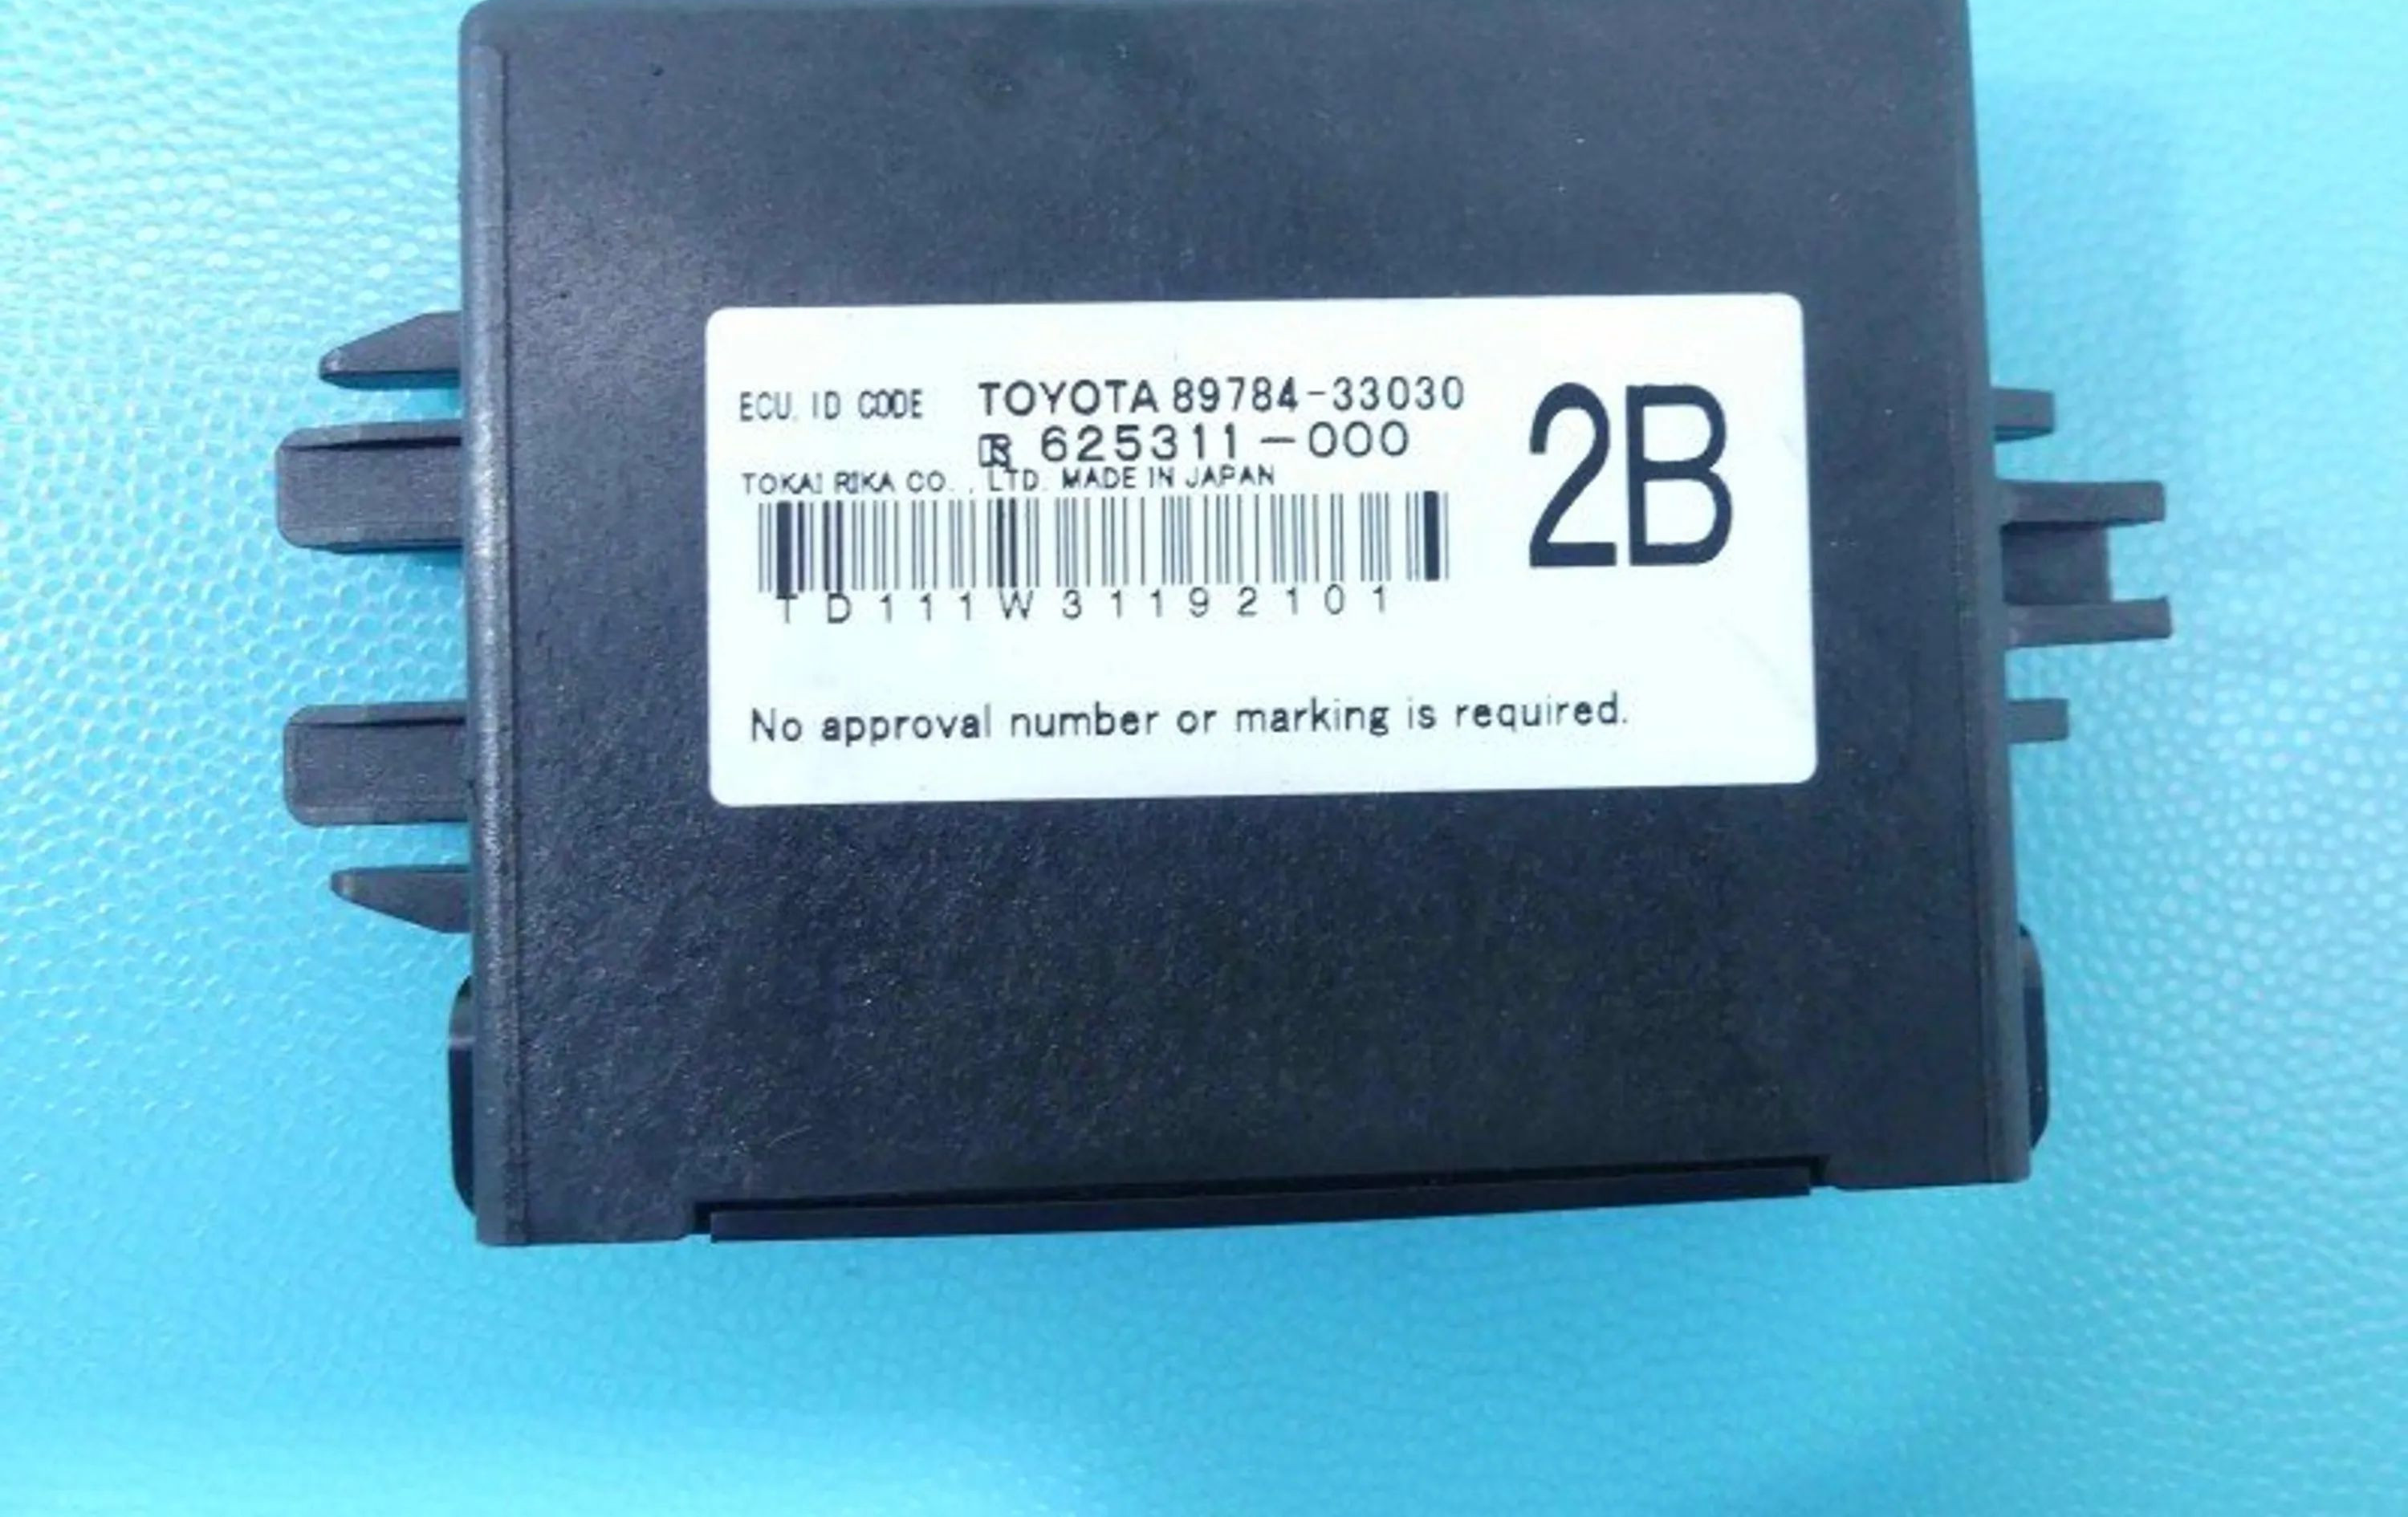 ECU. ID CODE TOYOTA 89784-33030
625311-000
2B
TOKAI RIKA CO., LTD. MADE IN JAPAN
TD111W31192101
No approval number or marking is required.